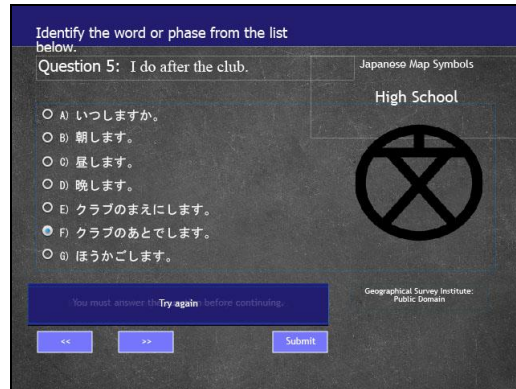 Identify the word or phase from the list
below.
Question 5: I do after the club.
Japanese Map Symbols
High School
A) いつしますか。
B) 朝します。
C) 昼します。
D) 晩します。
E) クラブのまえにします。
F) クラブのあとでします。
G) ほうかごします。
Geographical Survey Institute:
Public Domain
You must answer the before continuing.
Try again
<<
>>
Submit